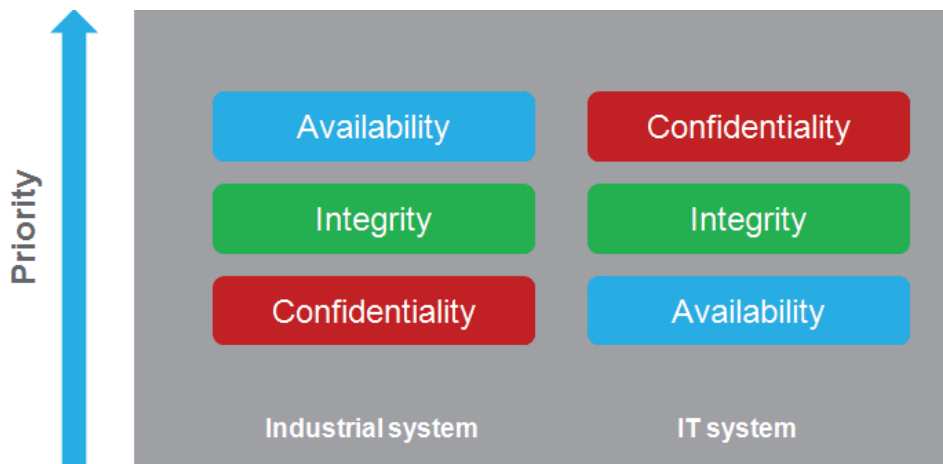 Priority
Availability
Confidentiality
Integrity
Integrity
Confidentiality
Availability
Industrial system
IT system